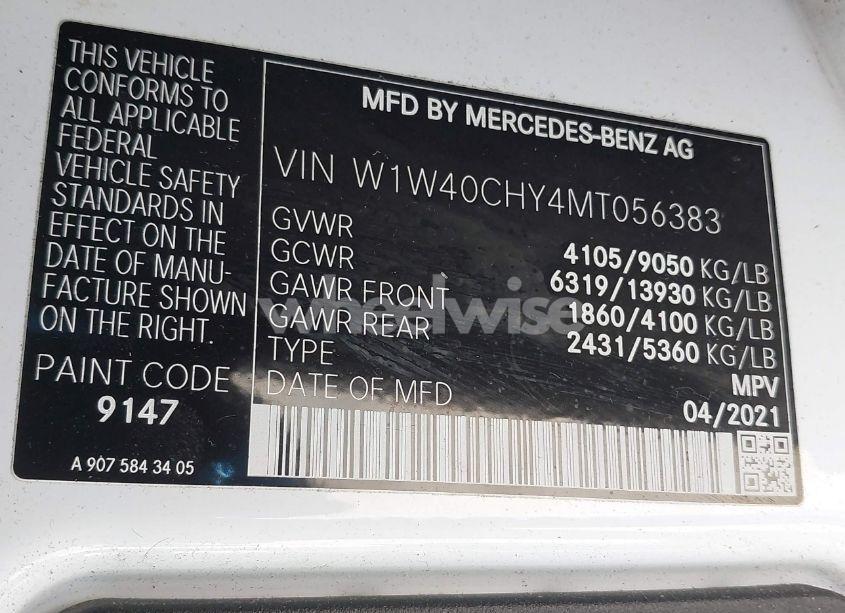 THIS VEHICLE
CONFORMS TO
ALL APPLICABLE
FEDERAL
VEHICLE SAFETY
STANDARDS IN
EFFECT ON THE
DATE OF MANU-
FACTURE SHOWN
ON THE RIGHT.
PAINT CODE
9147
A 907 584 34 05
MFD BY MERCEDES-BENZ AG
VIN W1W40CHY4MT056383
GVWR 4105/9050 KG/LB
GCWR 6319/13930 KG/LB
GAWR FRONT 1860/4100 KG/LB
GAWR REAR 2431/5360 KG/LB
TYPE MPV
DATE OF MFD 04/2021
wheelwise